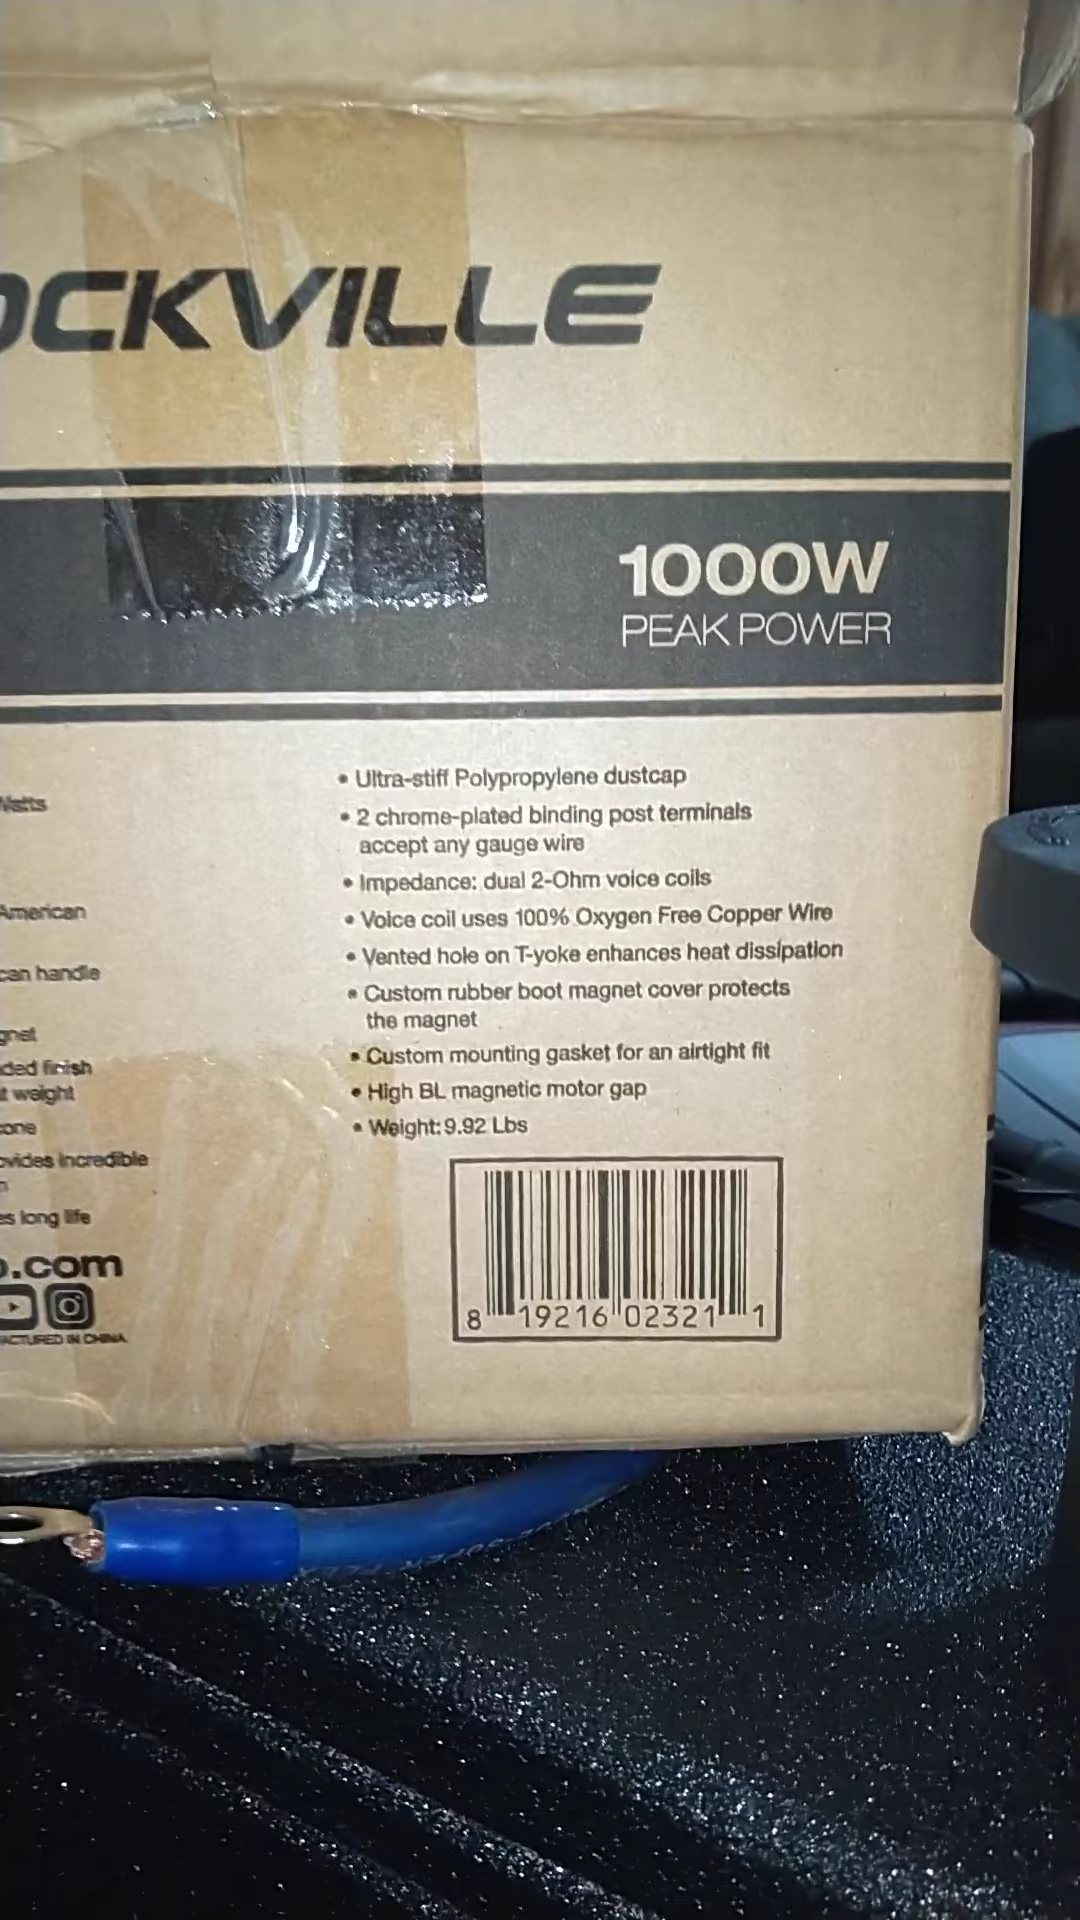 OCKVILLE
1000W
PEAK POWER
Watts
American
can handle
gnet
ded finish
t weight
cone
ovides incredible
n
es long life
o.com
FACTURED IN CHINA
• Ultra-stiff Polypropylene dustcap
• 2 chrome-plated binding post terminals
accept any gauge wire
• Impedance: dual 2-Ohm voice coils
• Voice coil uses 100% Oxygen Free Copper Wire
• Vented hole on T-yoke enhances heat dissipation
• Custom rubber boot magnet cover protects
the magnet
• Custom mounting gasket for an airtight fit
• High BL magnetic motor gap
• Weight: 9.92 Lbs
8 19216 02321 1